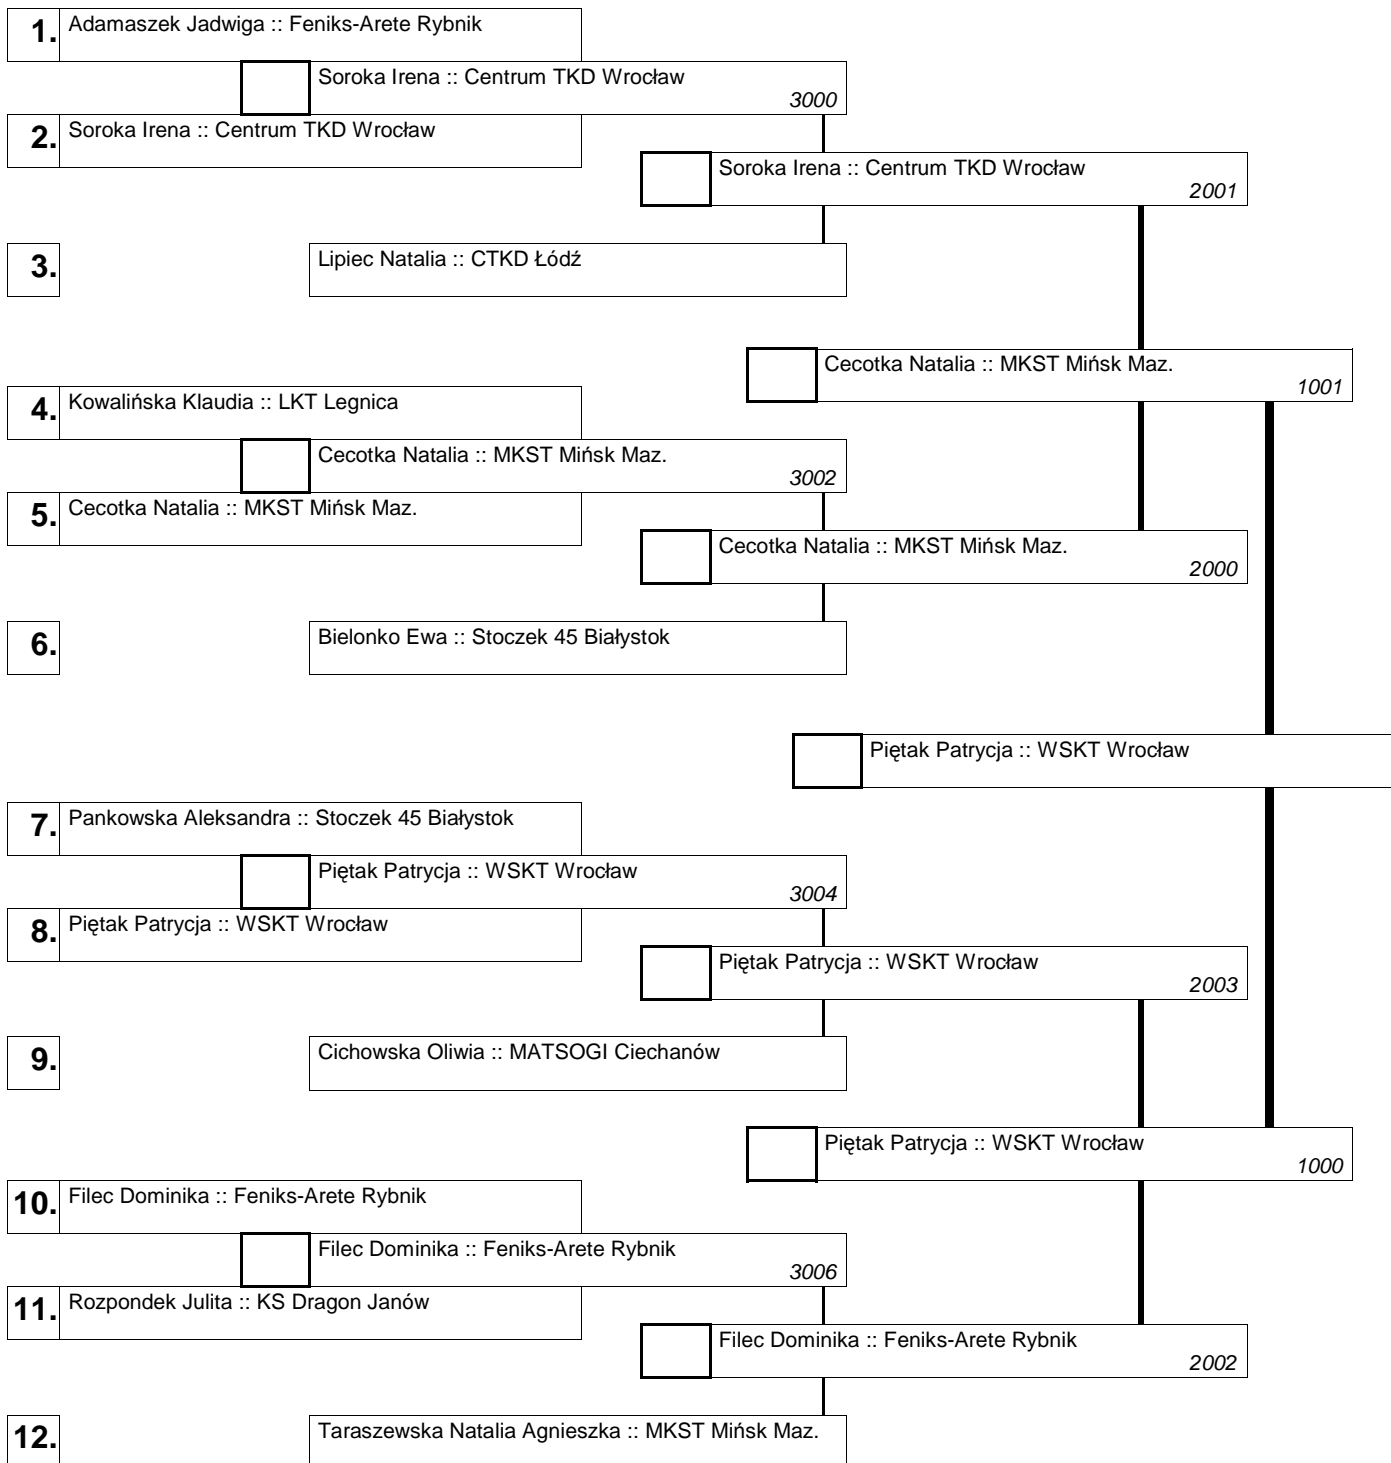 1. Adamaszek Jadwiga :: Feniks-Arete Rybnik
Soroka Irena :: Centrum TKD Wrocław
3000
2. Soroka Irena :: Centrum TKD Wrocław
Soroka Irena :: Centrum TKD Wrocław
2001
3. Lipiec Natalia :: CTKD Łódź
Cecotka Natalia :: MKST Mińsk Maz.
1001
4. Kowalińska Klaudia :: LKT Legnica
Cecotka Natalia :: MKST Mińsk Maz.
3002
5. Cecotka Natalia :: MKST Mińsk Maz.
Cecotka Natalia :: MKST Mińsk Maz.
2000
6. Bielonko Ewa :: Stoczek 45 Białystok
Piętak Patrycja :: WSKT Wrocław
7. Pankowska Aleksandra :: Stoczek 45 Białystok
Piętak Patrycja :: WSKT Wrocław
3004
8. Piętak Patrycja :: WSKT Wrocław
Piętak Patrycja :: WSKT Wrocław
2003
9. Cichowska Oliwia :: MATSOGI Ciechanów
Piętak Patrycja :: WSKT Wrocław
1000
10. Filec Dominika :: Feniks-Arete Rybnik
Filec Dominika :: Feniks-Arete Rybnik
3006
11. Rozpondek Julita :: KS Dragon Janów
Filec Dominika :: Feniks-Arete Rybnik
2002
12. Taraszewska Natalia Agnieszka :: MKST Mińsk Maz.